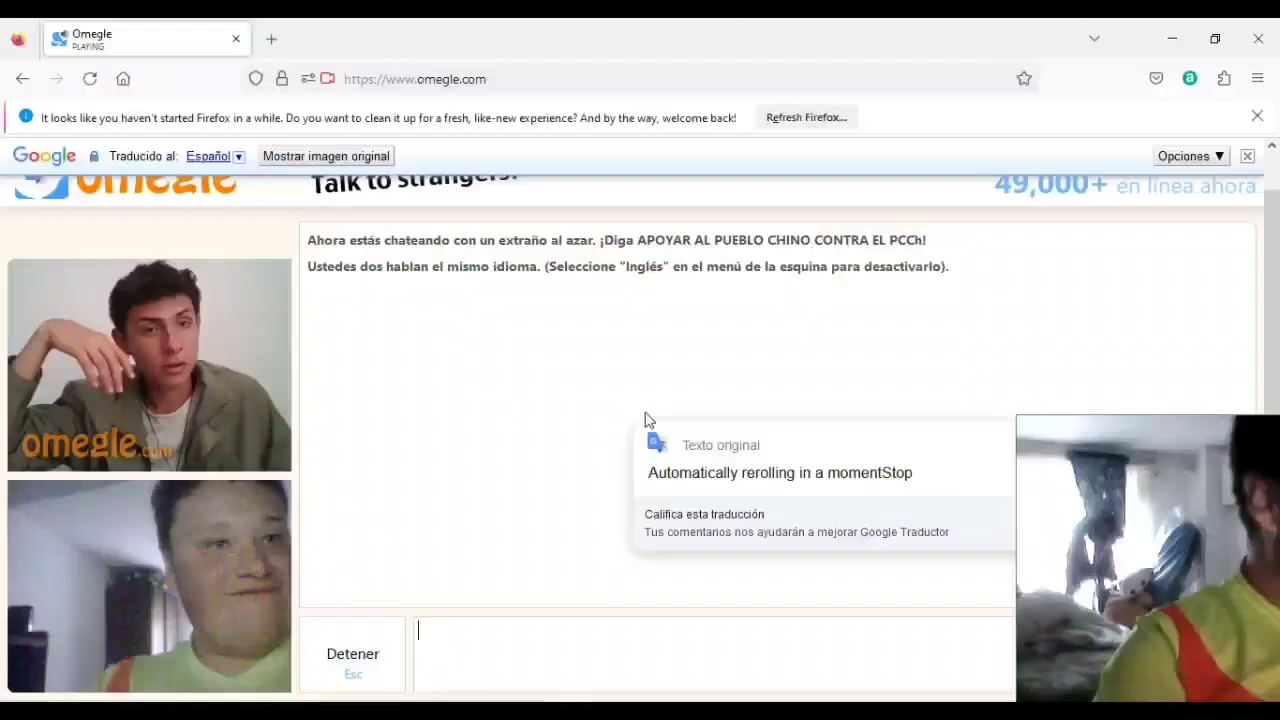 Omegle
PLAYING
https://www.omegle.com
It looks like you haven't started Firefox in a while. Do you want to clean it up for a fresh, like-new experience? And by the way, welcome back!
Refresh Firefox...
Google Traducido al: Español Mostrar imagen original Opciones
omegle Talk to strangers! 49,000+ en línea ahora
Ahora estás chateando con un extraño al azar. ¡Diga APOYAR AL PUEBLO CHINO CONTRA EL PCCh!
Ustedes dos hablan el mismo idioma. (Seleccione "Inglés" en el menú de la esquina para desactivarlo).
omegle.com
Texto original
Automatically rerolling in a momentStop
Califica esta traducción
Tus comentarios nos ayudarán a mejorar Google Traductor
Detener
Esc